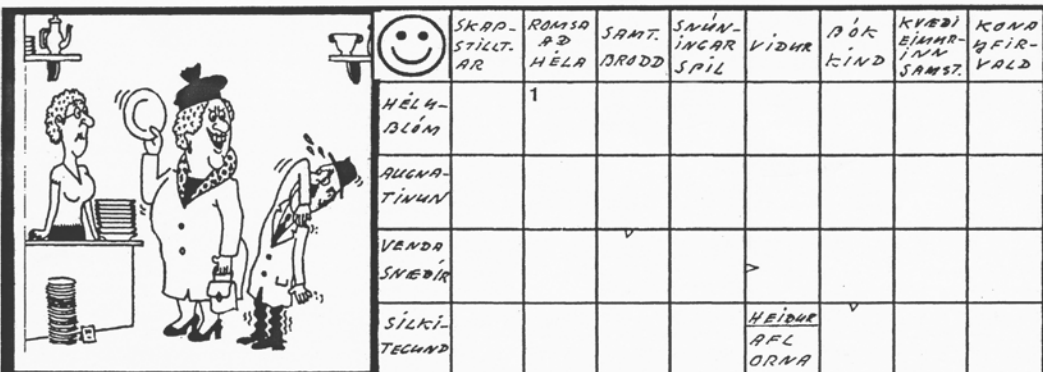 SKAP-
STILLT-
AR
ROMSA
AÐ
HÉLA
SAMT.
BRODD
SNÚN-
INGAR
SPIL
VIÐUR
BÓK
KIND
KVÆÐI
EIMUR-
INN
SAMST.
KONA
YFIR-
VALD
HÉLU-
BLÓM
1
AUGNA-
TINUN
VENDA
SNÆÐIR
SILKI-
TEGUND
HEIÐUR
AFL
ORNA